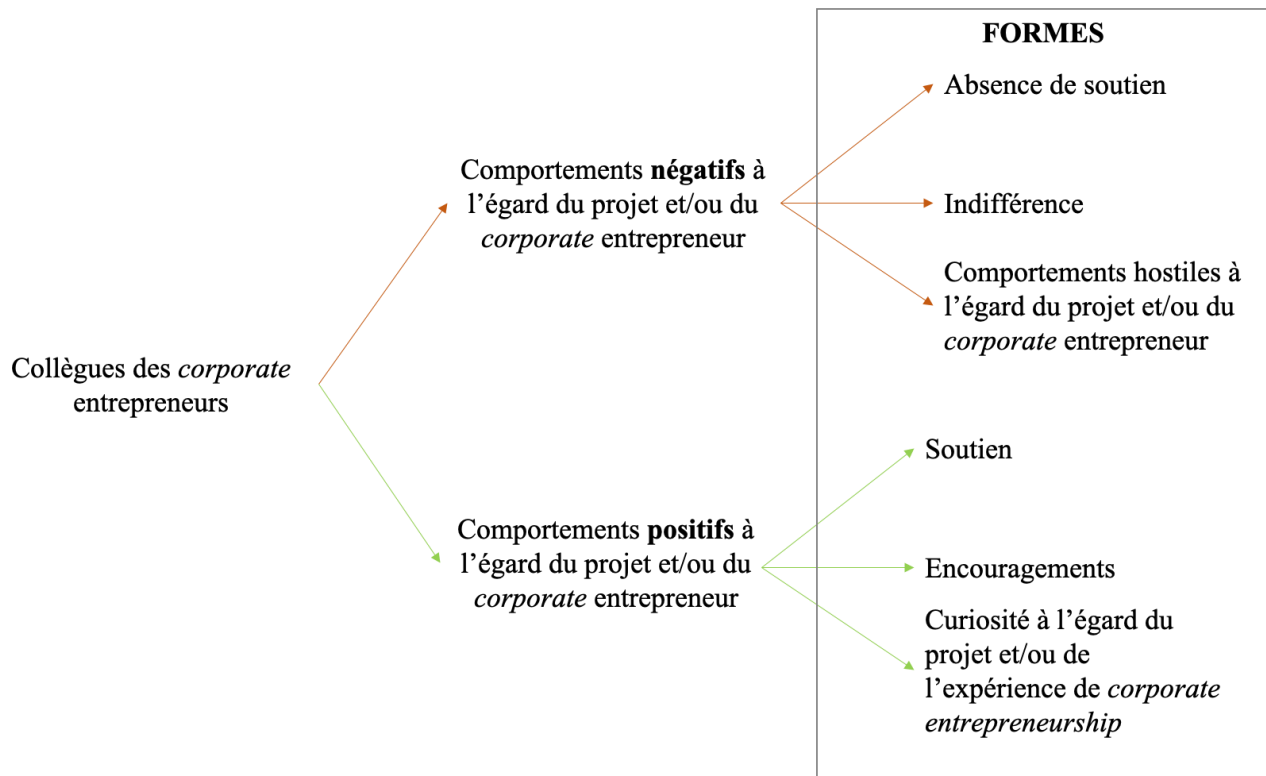 FORMES
Absence de soutien
Comportements négatifs à
l’égard du projet et/ou du
corporate entrepreneur
Indifférence
Comportements hostiles à
l’égard du projet et/ou du
corporate entrepreneur
Collègues des corporate
entrepreneurs
Soutien
Comportements positifs à
l’égard du projet et/ou du
corporate entrepreneur
Encouragements
Curiosité à l’égard du
projet et/ou de
l’expérience de corporate
entrepreneurship